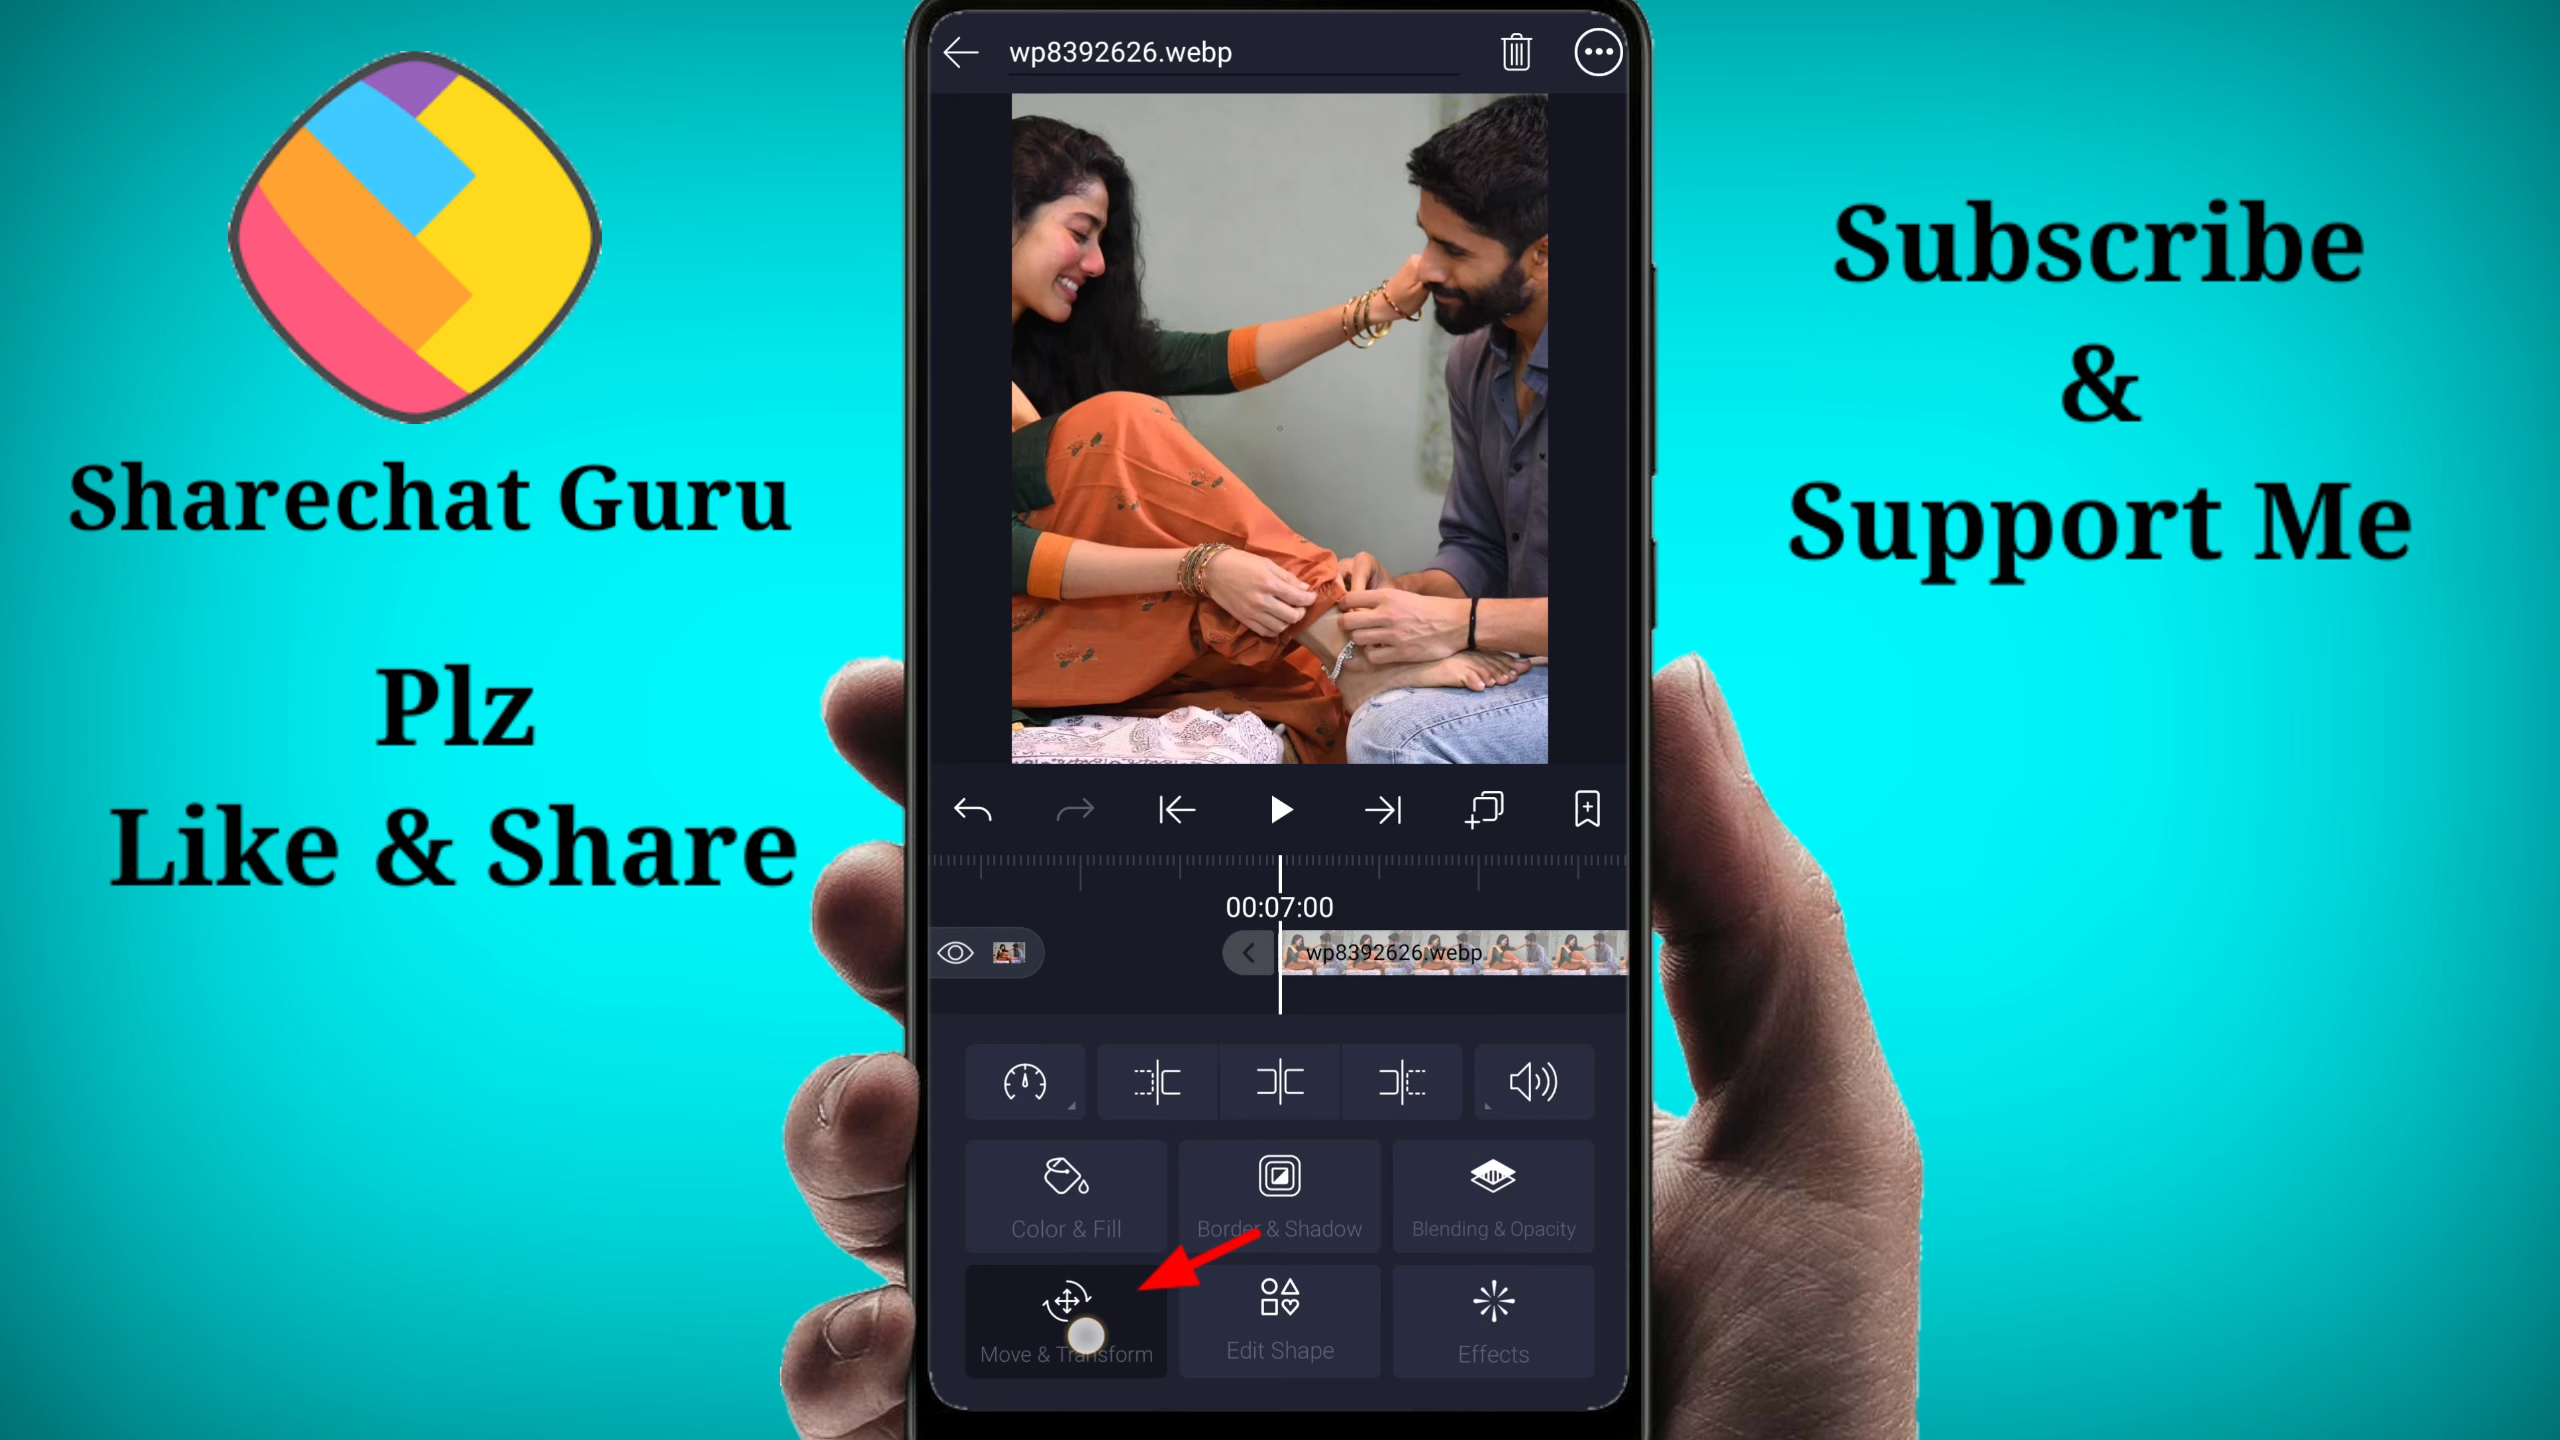 wp8392626.webp
Sharechat Guru
Plz
Like & Share
Subscribe
&
Support Me
00:07:00
wp8392626.webp
Color & Fill
Border & Shadow
Blending & Opacity
Move & Transform
Edit Shape
Effects